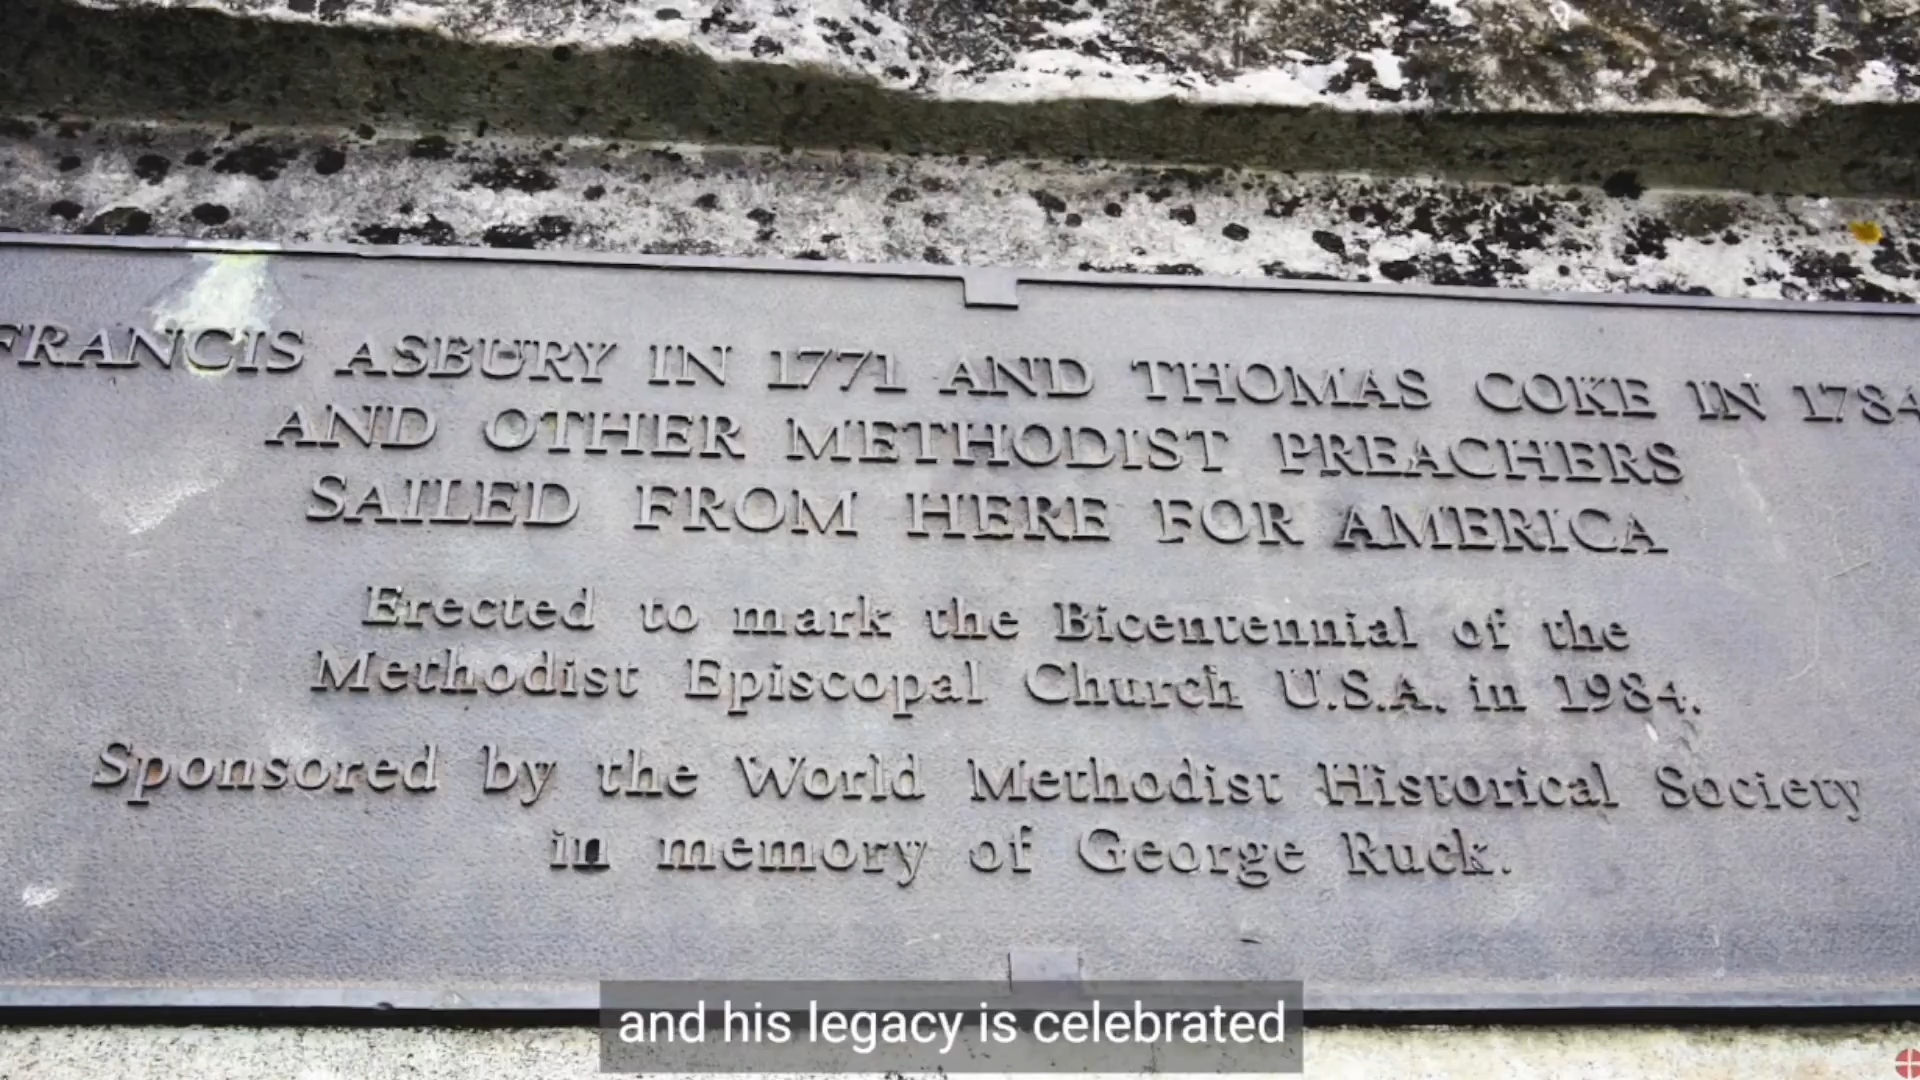 FRANCIS ASBURY IN 1771 AND THOMAS COKE IN 1784
AND OTHER METHODIST PREACHERS
SAILED FROM HERE FOR AMERICA
Erected to mark the Bicentennial of the
Methodist Episcopal Church U.S.A. in 1984.
Sponsored by the World Methodist Historical Society
in memory of George Ruck.
and his legacy is celebrated